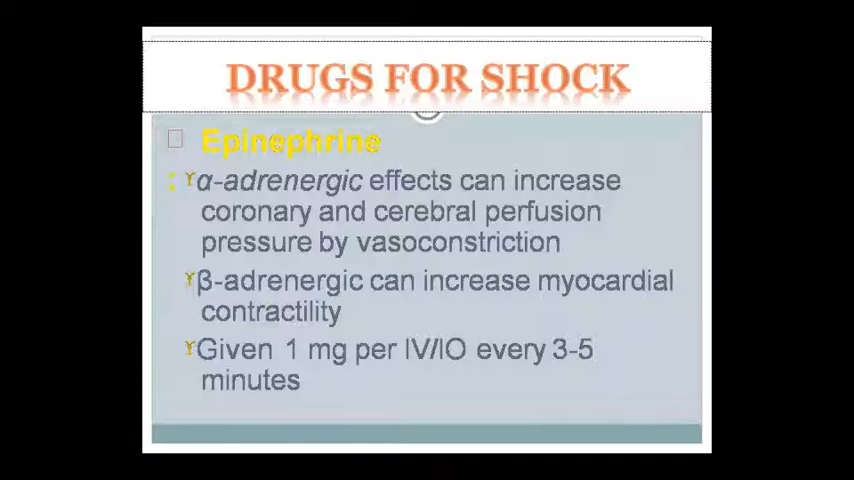 DRUGS FOR SHOCK
Epinephrine
: α-adrenergic effects can increase
coronary and cerebral perfusion
pressure by vasoconstriction
β-adrenergic can increase myocardial
contractility
Given 1 mg per IV/IO every 3-5
minutes